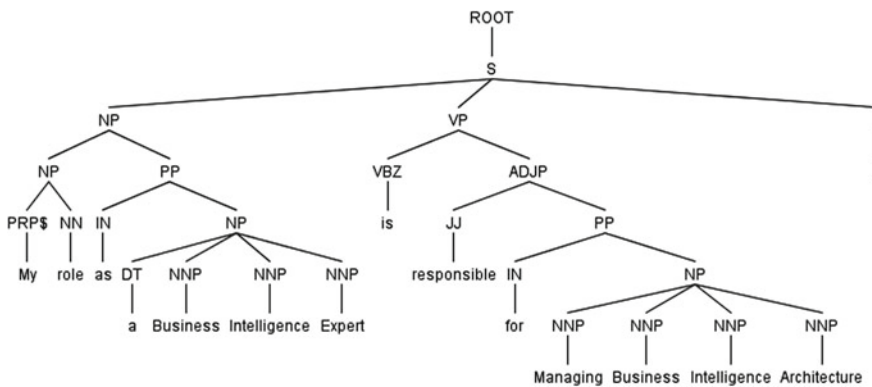 ROOT
S
NP VP
NP PP VBZ ADJP
PRP$ NN IN NP is JJ PP
My role as DT NNP NNP NNP responsible IN NP
a Business Intelligence Expert for NNP NNP NNP NNP
Managing Business Intelligence Architecture